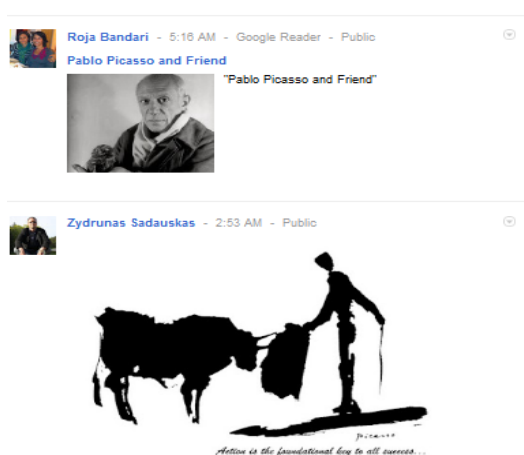 Roja Bandari - 5:16 AM - Google Reader - Public
Pablo Picasso and Friend
"Pablo Picasso and Friend"
Zydrunas Sadauskas - 2:53 AM - Public
Picasso
Action is the foundational key to all success...